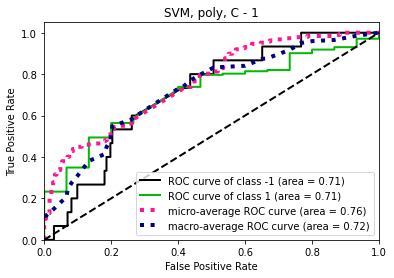 SVM, poly, C - 1
True Positive Rate
1.0
0.8
0.6
0.4
0.2
0.0
ROC curve of class -1 (area = 0.71)
ROC curve of class 1 (area = 0.71)
micro-average ROC curve (area = 0.76)
macro-average ROC curve (area = 0.72)
0.0 0.2 0.4 0.6 0.8 1.0
False Positive Rate